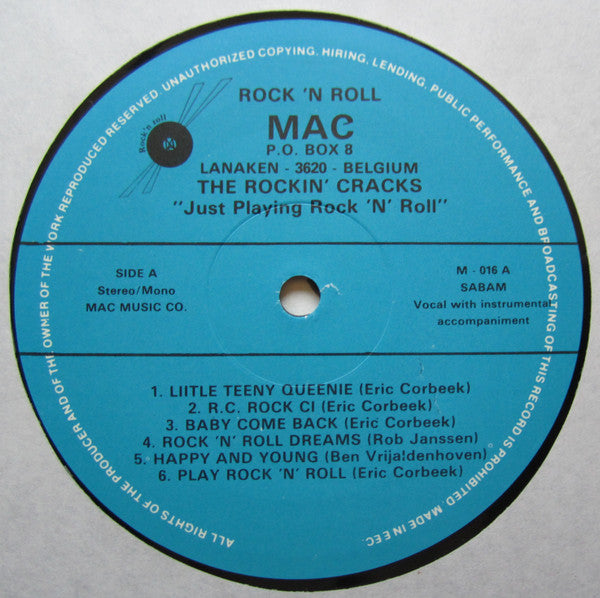 ALL RIGHTS OF THE PRODUCER AND OF THE OWNER OF THE WORK REPRODUCED RESERVED. UNAUTHORIZED COPYING. HIRING, LENDING, PUBLIC PERFORMANCE AND BROADCASTING OF THIS RECORD IS PROHIBITED MADE IN EEC.
Rock'n roll
ROCK 'N ROLL
MAC
P.O. BOX 8
LANAKEN - 3620 - BELGIUM
THE ROCKIN' CRACKS
"Just Playing Rock 'N' Roll"
SIDE A
Stereo/Mono
MAC MUSIC CO.
M - 016 A
SABAM
Vocal with instrumental
accompaniment
1. LIITLE TEENY QUEENIE (Eric Corbeek)
2. R.C. ROCK CI (Eric Corbeek)
3. BABY COME BACK (Eric Corbeek)
4. ROCK 'N' ROLL DREAMS (Rob Janssen)
5. HAPPY AND YOUNG (Ben Vrijaldenhoven)
6. PLAY ROCK 'N' ROLL (Eric Corbeek)